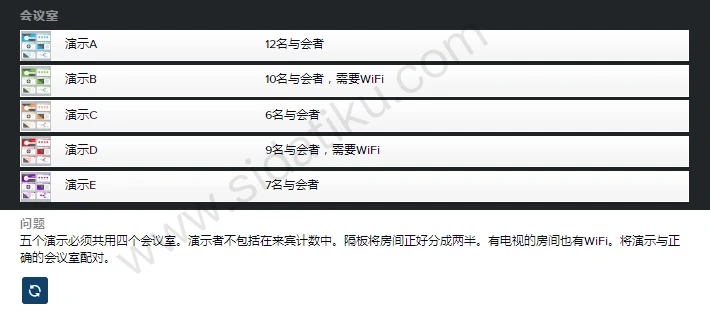 会议室
演示A 12名与会者
演示B 10名与会者，需要WiFi
演示C 6名与会者
演示D 9名与会者，需要WiFi
演示E 7名与会者
问题
五个演示必须共用四个会议室。演示者不包括在来宾计数中。隔板将房间正好分成两半。有电视的房间也有WiFi。将演示与正
确的会议室配对。
www.sidatiku.com